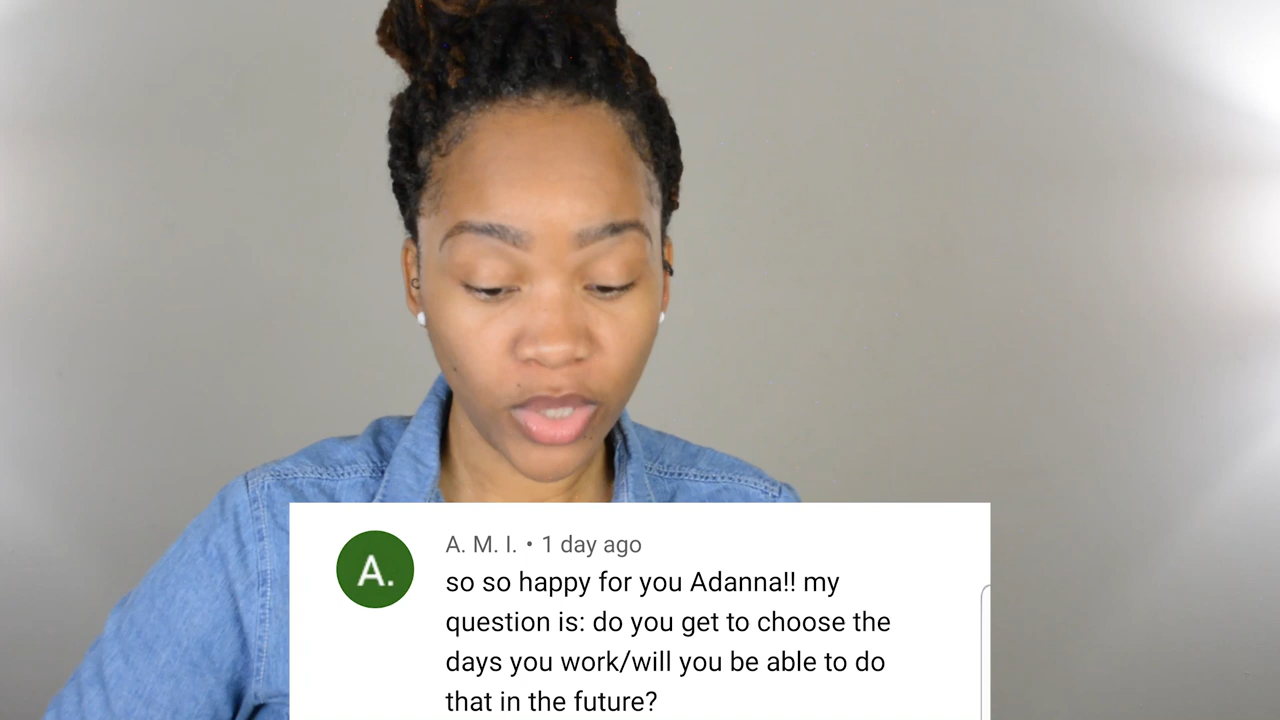 A.
A. M. I. • 1 day ago
so so happy for you Adanna!! my
question is: do you get to choose the
days you work/will you be able to do
that in the future?